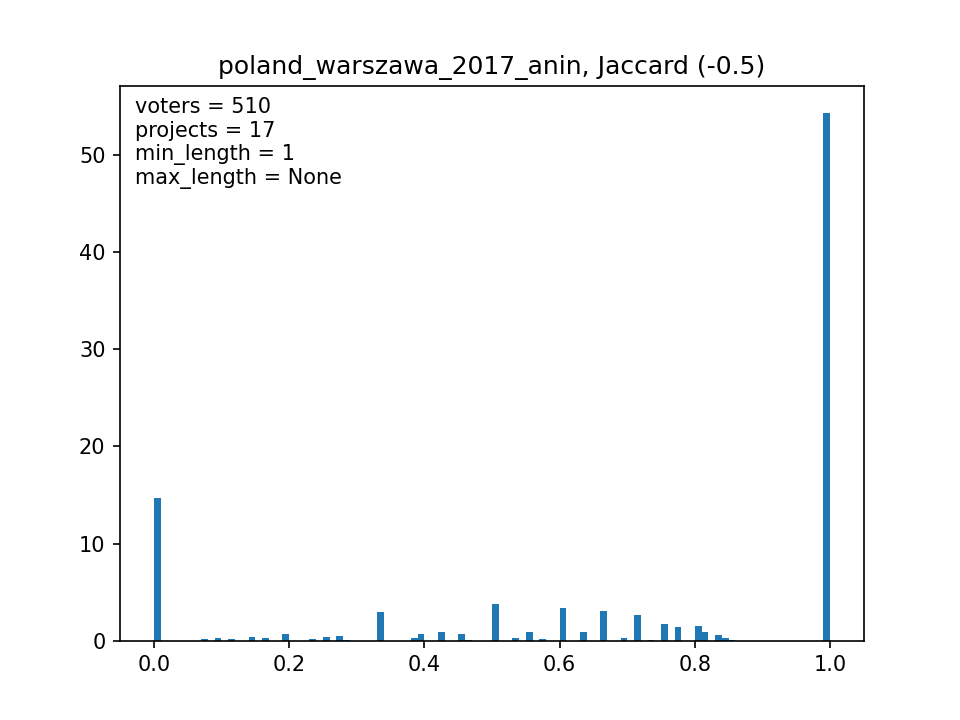 poland_warszawa_2017_anin, Jaccard (-0.5)
voters = 510
projects = 17
min_length = 1
max_length = None
50
40
30
20
10
0
0.0 0.2 0.4 0.6 0.8 1.0